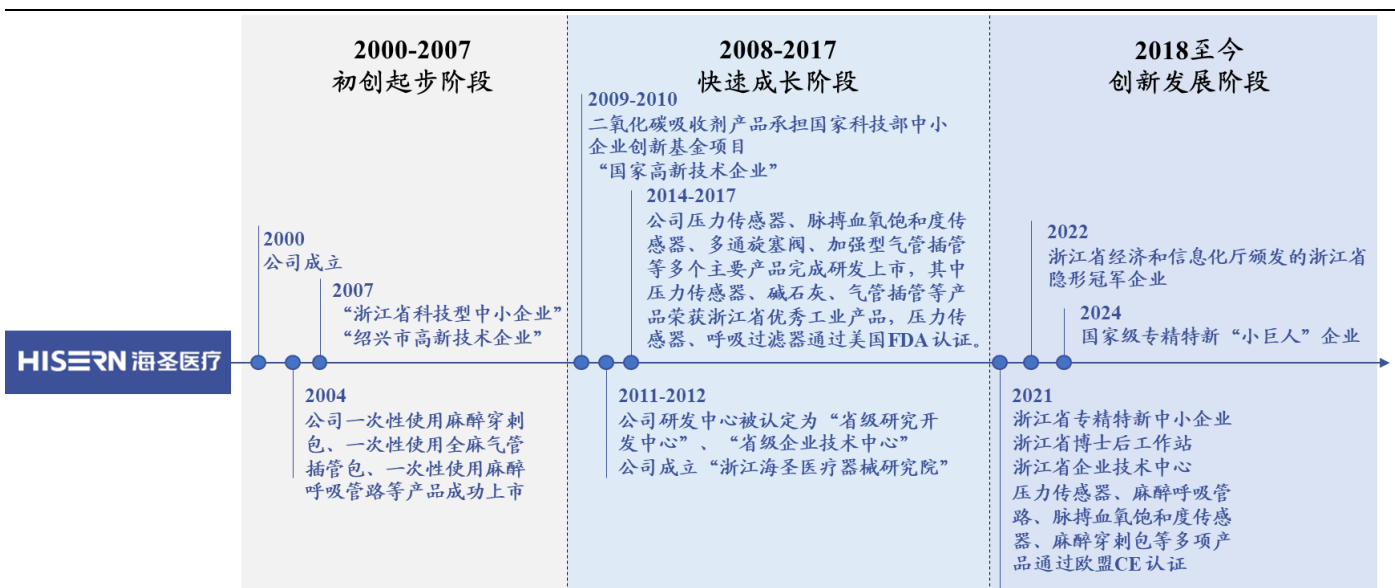 HISERN 海圣医疗
2000-2007
初创起步阶段
2000
公司成立
2007
“浙江省科技型中小企业”
“绍兴市高新技术企业”
2004
公司一次性使用麻醉穿刺
包、一次性使用全麻气管
插管包、一次性使用麻醉
呼吸管路等产品成功上市
2008-2017
快速成长阶段
2009-2010
二氧化碳吸收剂产品承担国家科技部中小
企业创新基金项目
“国家高新技术企业”
2014-2017
公司压力传感器、脉搏血氧饱和度传
感器、多通旋塞阀、加强型气管插管
等多个主要产品完成研发上市，其中
压力传感器、碱石灰、气管插管等产
品荣获浙江省优秀工业产品，压力传
感器、呼吸过滤器通过美国FDA认证。
2011-2012
公司研发中心被认定为“省级研究开
发中心”、“省级企业技术中心”
公司成立“浙江海圣医疗器械研究院”
2018至今
创新发展阶段
2022
浙江省经济和信息化厅颁发的浙江省
隐形冠军企业
2024
国家级专精特新“小巨人”企业
2021
浙江省专精特新中小企业
浙江省博士后工作站
浙江省企业技术中心
压力传感器、麻醉呼吸管
路、脉搏血氧饱和度传感
器、麻醉穿刺包等多项产
品通过欧盟CE认证